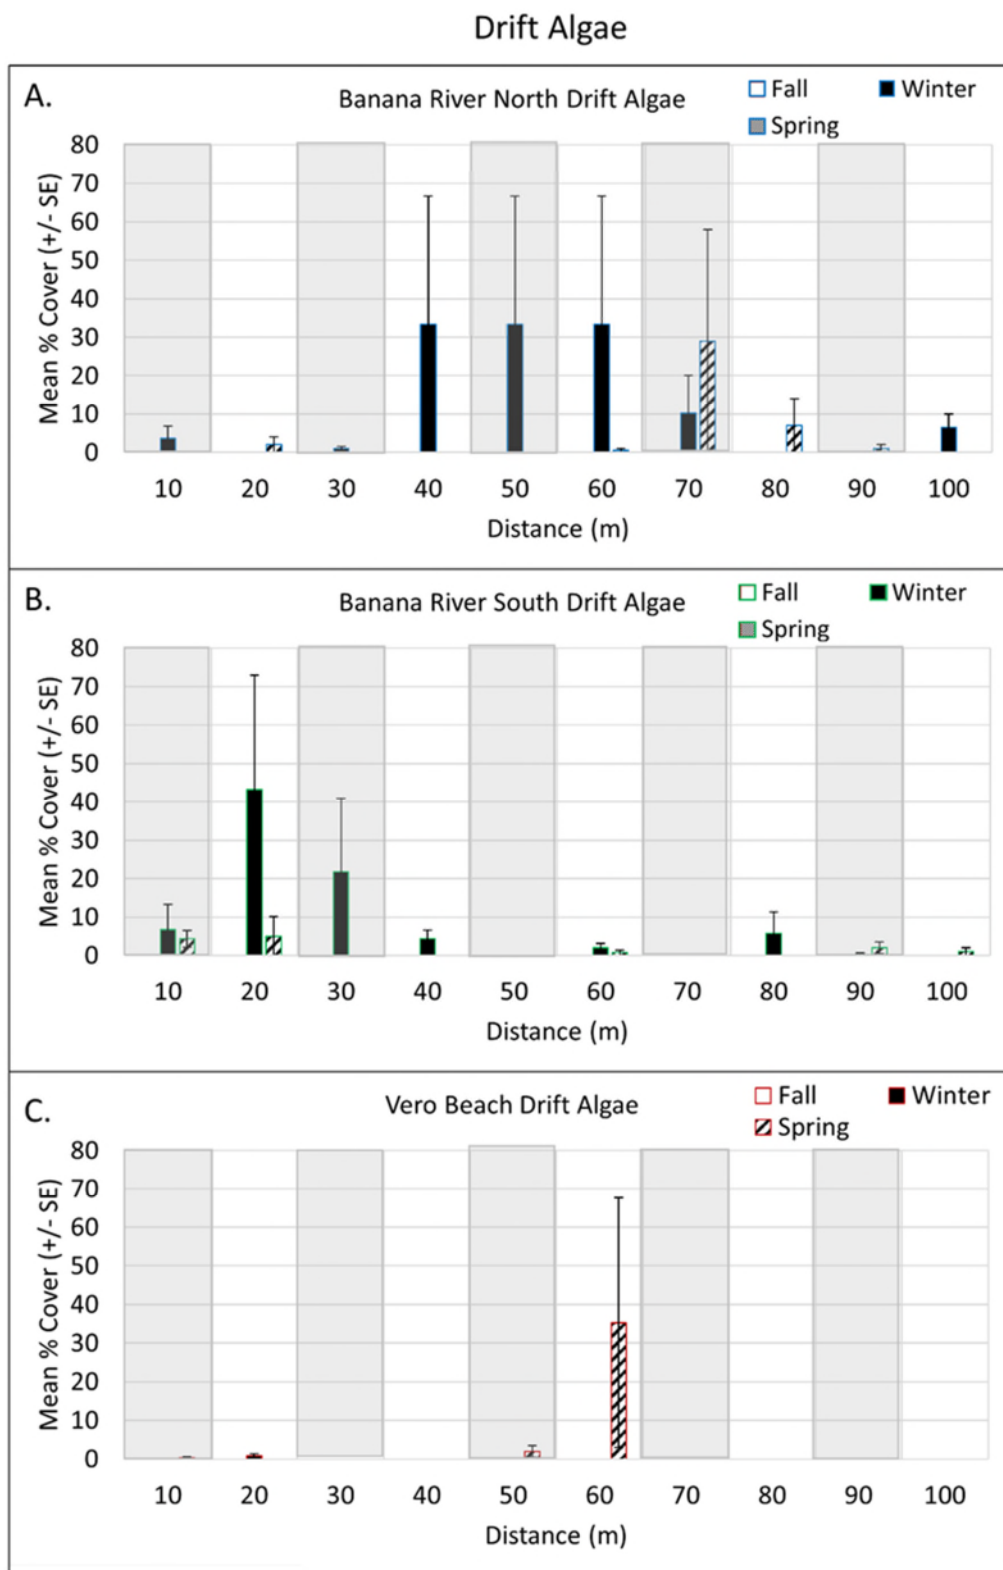 Drift Algae
A.
Banana River North Drift Algae
Fall
Winter
Spring
Mean % Cover (+/- SE)
80
70
60
50
40
30
20
10
0
10 20 30 40 50 60 70 80 90 100
Distance (m)
B.
Banana River South Drift Algae
Fall
Winter
Spring
Mean % Cover (+/- SE)
80
70
60
50
40
30
20
10
0
10 20 30 40 50 60 70 80 90 100
Distance (m)
C.
Vero Beach Drift Algae
Fall
Winter
Spring
Mean % Cover (+/- SE)
80
70
60
50
40
30
20
10
0
10 20 30 40 50 60 70 80 90 100
Distance (m)